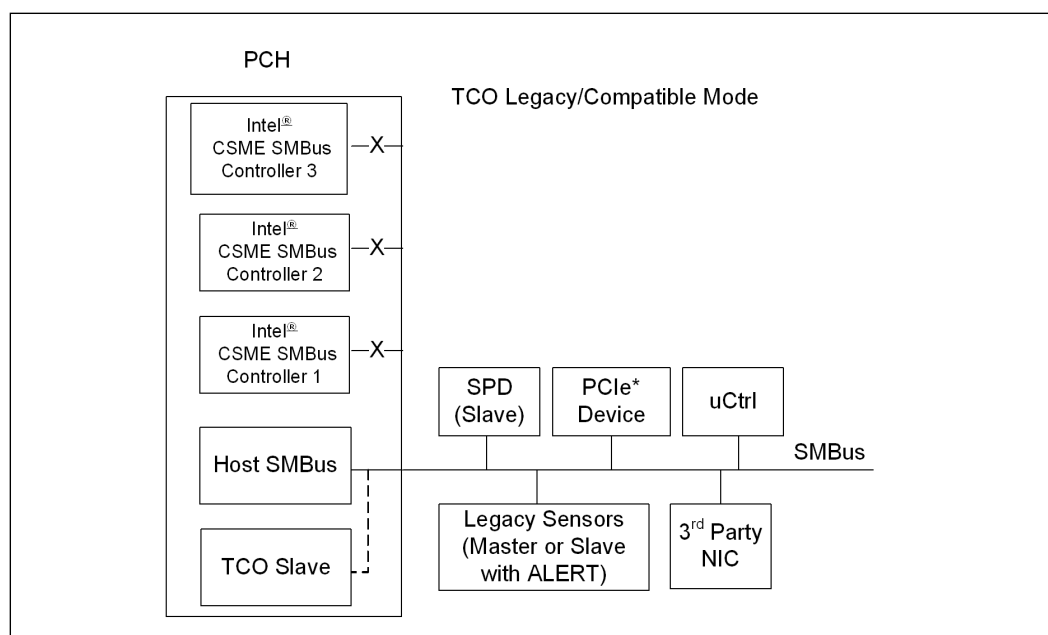 PCH
TCO Legacy/Compatible Mode
Intel®
CSME SMBus
Controller 3
X
Intel®
CSME SMBus
Controller 2
X
Intel®
CSME SMBus
Controller 1
X
SPD
(Slave)
PCIe*
Device
uCtrl
Host SMBus
SMBus
Legacy Sensors
(Master or Slave
with ALERT)
3rd Party
NIC
TCO Slave